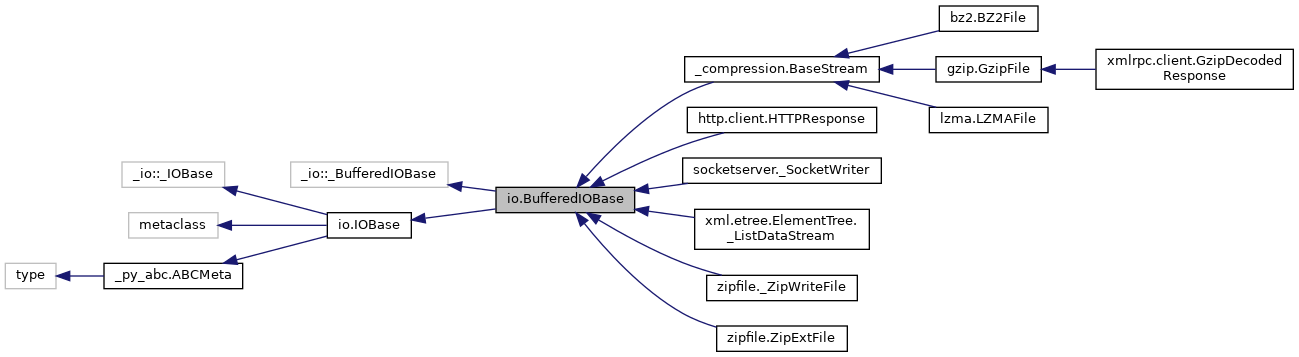 bz2.BZ2File
_compression.BaseStream
gzip.GzipFile
xmlrpc.client.GzipDecoded
Response
http.client.HTTPResponse
lzma.LZMAFile
_io::_IOBase
_io::_BufferedIOBase
socketserver._SocketWriter
io.BufferedIOBase
metaclass
io.IOBase
xml.etree.ElementTree.
_ListDataStream
type
_py_abc.ABCMeta
zipfile._ZipWriteFile
zipfile.ZipExtFile